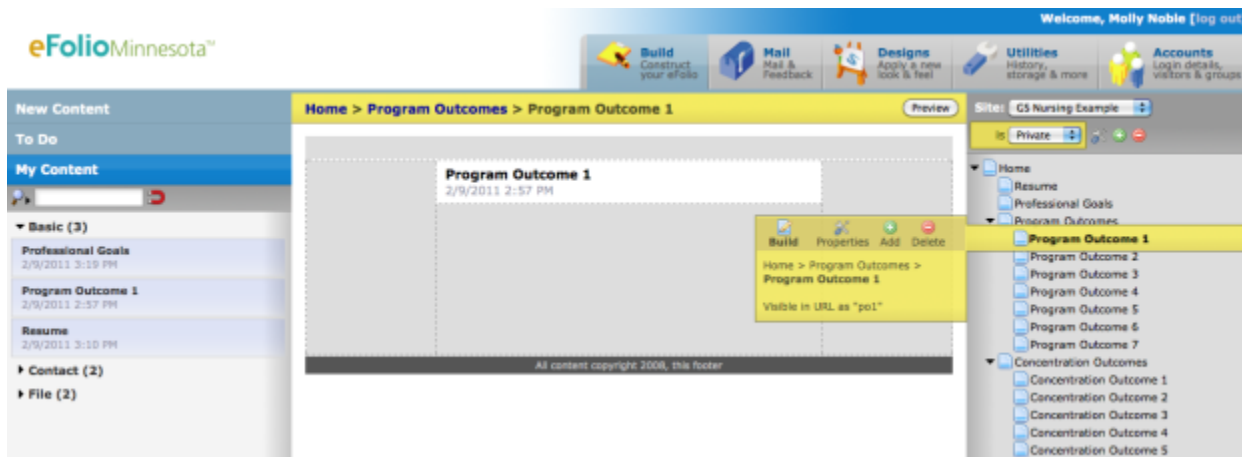 Welcome, Molly Noble [log out
eFolioMinnesota™
Build
Construct
your eFolio
Mail
Mail &
Feedback
Designs
Apply a new
look & feel
Utilities
History,
storage & more
Accounts
Login details,
visitors & groups
New Content
To Do
My Content
Basic (3)
Professional Goals
2/9/2011 3:19 PM
Program Outcome 1
2/9/2011 2:57 PM
Resume
2/9/2011 3:10 PM
Contact (2)
File (2)
Home > Program Outcomes > Program Outcome 1
Preview
Program Outcome 1
2/9/2011 2:57 PM
Build Properties Add Delete
Home > Program Outcomes >
Program Outcome 1
Visible in URL as "po1"
All content copyright 2008, this footer
Site: GS Nursing Example
is Private
Home
Resume
Professional Goals
Program Outcomes
Program Outcome 1
Program Outcome 2
Program Outcome 3
Program Outcome 4
Program Outcome 5
Program Outcome 6
Program Outcome 7
Concentration Outcomes
Concentration Outcome 1
Concentration Outcome 2
Concentration Outcome 3
Concentration Outcome 4
Concentration Outcome 5